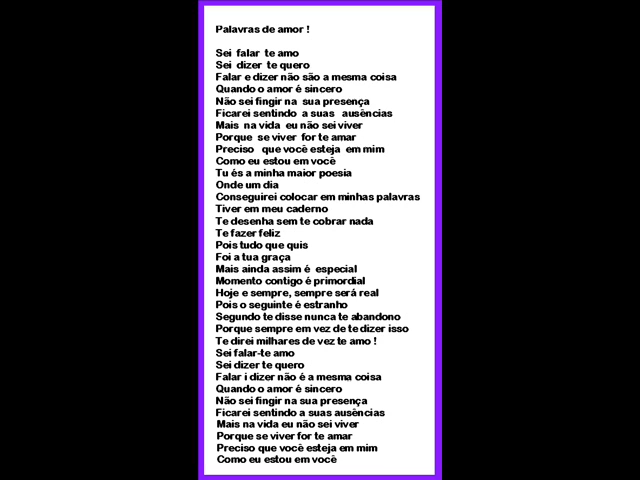 Palavras de amor !
Sei falar te amo
Sei dizer te quero
Falar e dizer não são a mesma coisa
Quando o amor é sincero
Não sei fingir na sua presença
Ficarei sentindo a suas ausências
Mais na vida eu não sei viver
Porque se viver for te amar
Preciso que você esteja em mim
Como eu estou em você
Tu és a minha maior poesia
Onde um dia
Conseguirei colocar em minhas palavras
Tiver em meu caderno
Te desenha sem te cobrar nada
Te fazer feliz
Pois tudo que quis
Foi a tua graça
Mais ainda assim é especial
Momento contigo é primordial
Hoje e sempre, sempre será real
Pois o seguinte é estranho
Segundo te disse nunca te abandono
Porque sempre em vez de te dizer isso
Te direi milhares de vez te amo !
Sei falar-te amo
Sei dizer te quero
Falar i dizer não é a mesma coisa
Quando o amor é sincero
Não sei fingir na sua presença
Ficarei sentindo a suas ausências
Mais na vida eu não sei viver
Porque se viver for te amar
Preciso que você esteja em mim
Como eu estou em você